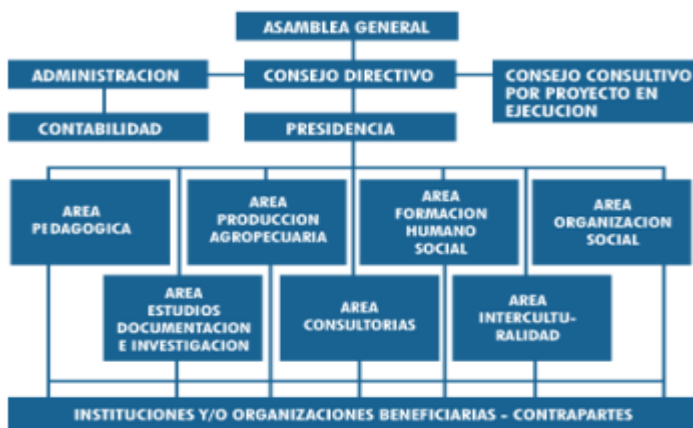 ASAMBLEA GENERAL
ADMINISTRACION
CONSEJO DIRECTIVO
CONSEJO CONSULTIVO
POR PROYECTO EN
EJECUCION
CONTABILIDAD
PRESIDENCIA
AREA
PEDAGOGICA
AREA
PRODUCCION
AGROPECUARIA
AREA
FORMACION
HUMANO
SOCIAL
AREA
ORGANIZACION
SOCIAL
AREA
ESTUDIOS
DOCUMENTACION
E INVESTIGACION
AREA
CONSULTORIAS
AREA
INTERCULTU-
RALIDAD
INSTITUCIONES Y/O ORGANIZACIONES BENEFICIARIAS - CONTRAPARTES